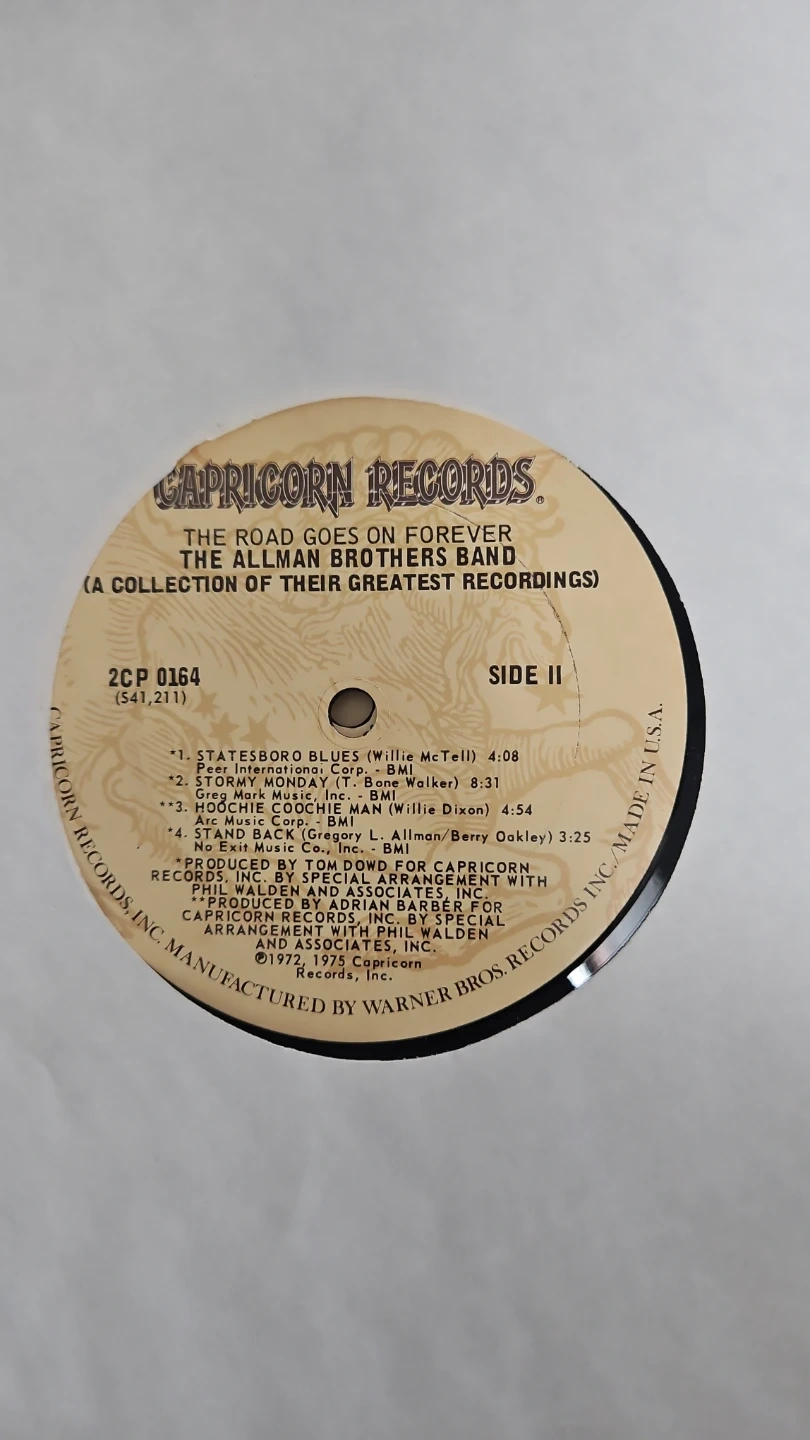 CAPRICORN RECORDS®
THE ROAD GOES ON FOREVER
THE ALLMAN BROTHERS BAND
(A COLLECTION OF THEIR GREATEST RECORDINGS)
2CP 0164
SIDE II
(S41,211)
*1. STATESBORO BLUES (Willie McTell) 4:08
Peer International Corp. - BMI
*2. STORMY MONDAY (T. Bone Walker) 8:31
Greg Mark Music, Inc. - BMI
**3. HOOCHIE COOCHIE MAN (Willie Dixon) 4:54
Arc Music Corp. - BMI
*4. STAND BACK (Gregory L. Allman/Berry Oakley) 3:25
No Exit Music Co., Inc. - BMI
*PRODUCED BY TOM DOWD FOR CAPRICORN
RECORDS, INC. BY SPECIAL ARRANGEMENT WITH
PHIL WALDEN AND ASSOCIATES, INC.
**PRODUCED BY ADRIAN BARBER FOR
CAPRICORN RECORDS, INC. BY SPECIAL
ARRANGEMENT WITH PHIL WALDEN
AND ASSOCIATES, INC.
℗1972, 1975 Capricorn
Records, Inc.
CAPRICORN RECORDS, INC. MANUFACTURED BY WARNER BROS. RECORDS INC./MADE IN U.S.A.